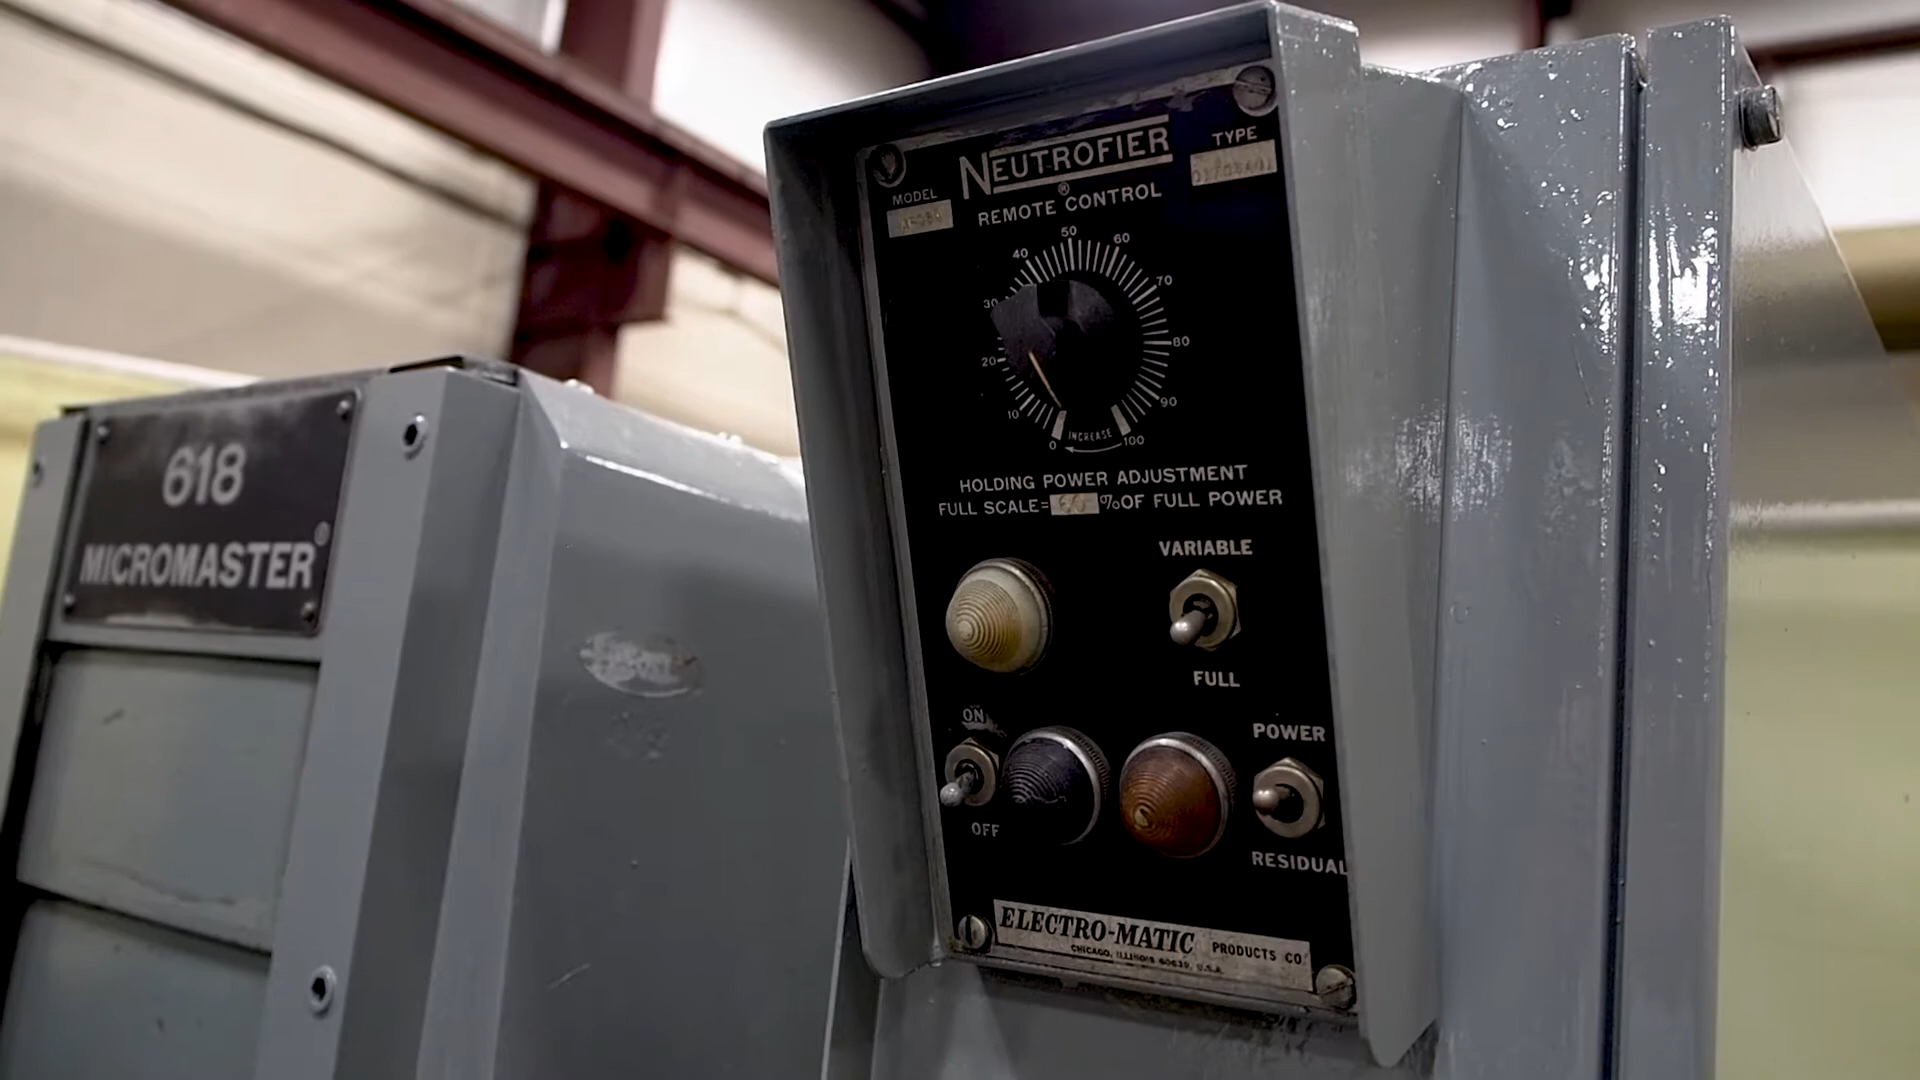 618
MICROMASTER®
NEUTROFIER
®
REMOTE CONTROL
MODEL
TYPE
0
10
20
30
40
50
60
70
80
90
100
INCREASE
HOLDING POWER ADJUSTMENT
FULL SCALE= % OF FULL POWER
VARIABLE
FULL
ON
OFF
POWER
RESIDUAL
ELECTRO-MATIC PRODUCTS CO
CHICAGO, ILLINOIS 60639, U.S.A.